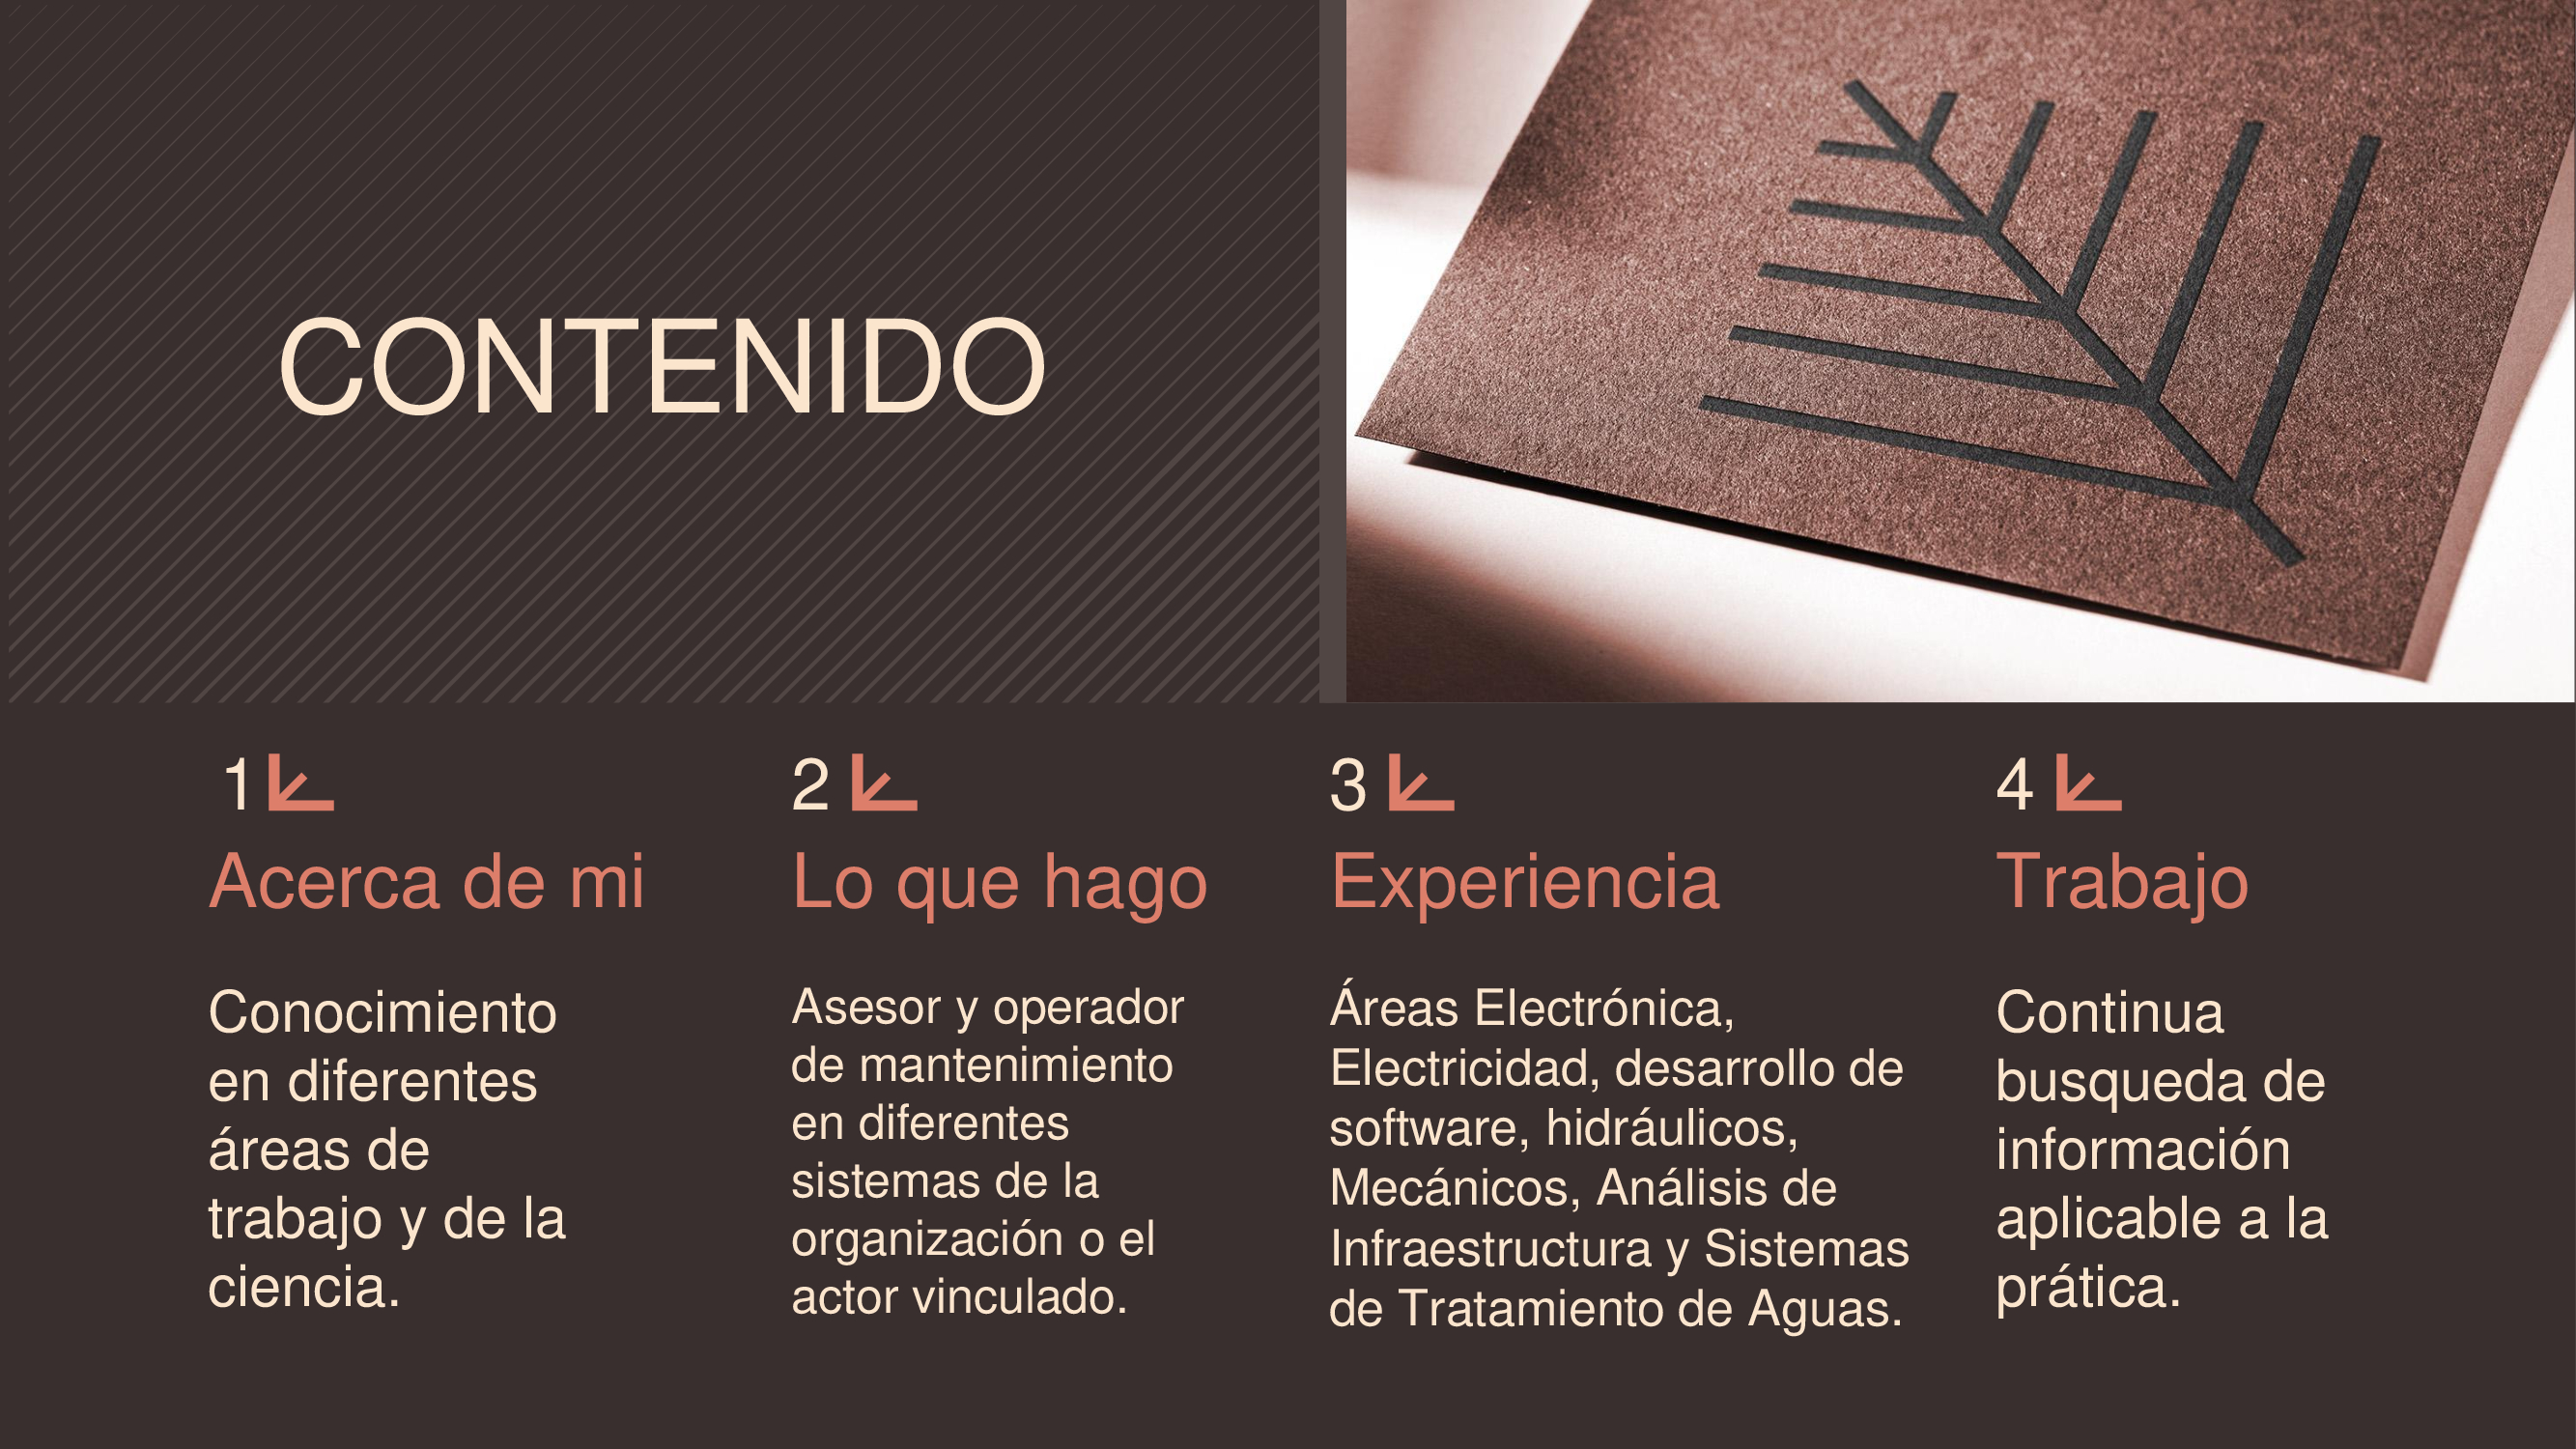 CONTENIDO
1
Acerca de mi
Conocimiento
en diferentes
áreas de
trabajo y de la
ciencia.
2
Lo que hago
Asesor y operador
de mantenimiento
en diferentes
sistemas de la
organización o el
actor vinculado.
3
Experiencia
Áreas Electrónica,
Electricidad, desarrollo de
software, hidráulicos,
Mecánicos, Análisis de
Infraestructura y Sistemas
de Tratamiento de Aguas.
4
Trabajo
Continua
busqueda de
información
aplicable a la
prática.